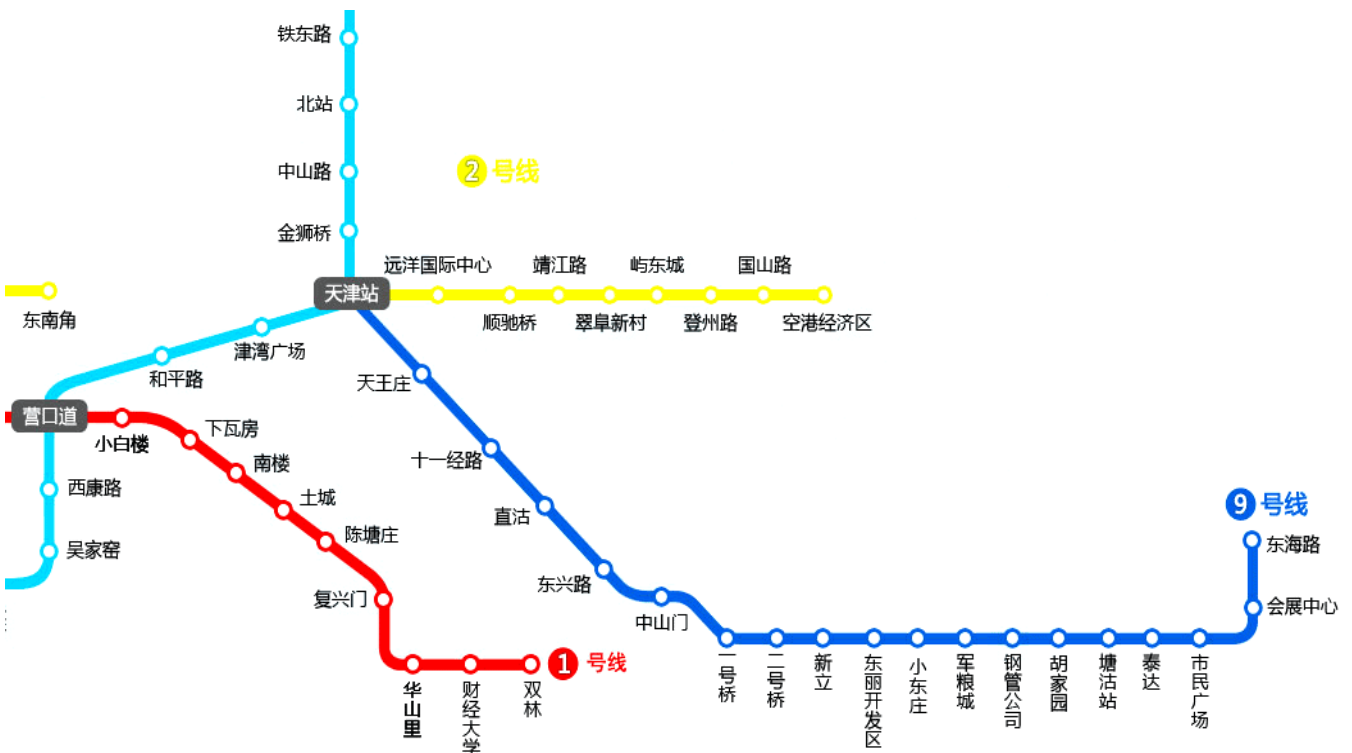 铁东路
北站
中山路
2 号线
金狮桥
天津站
远洋国际中心
靖江路
屿东城
国山路
东南角
顺驰桥
翠阜新村
登州路
空港经济区
津湾广场
和平路
天王庄
营口道
小白楼
下瓦房
南楼
十一经路
西康路
土城
直沽
9 号线
陈塘庄
东海路
吴家窑
东兴路
复兴门
中山门
会展中心
1 号线
华山里
财经大学
双林
一号桥
二号桥
新立
东丽开发区
小东庄
军粮城
钢管公司
胡家园
塘沽站
泰达
市民广场